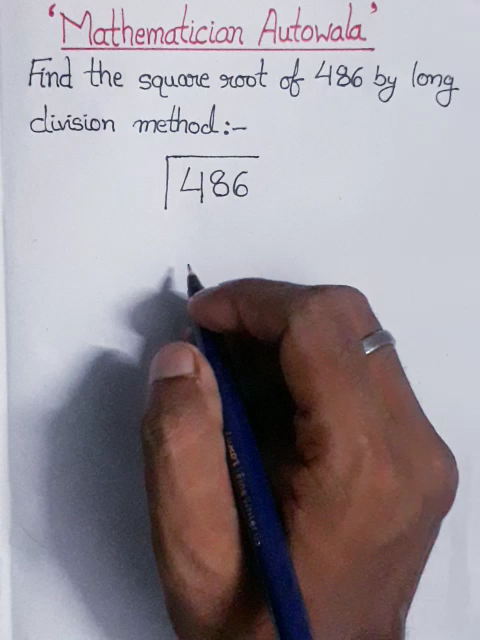 'Mathematician Autowala'
Find the square root of 486 by long
division method:-
486